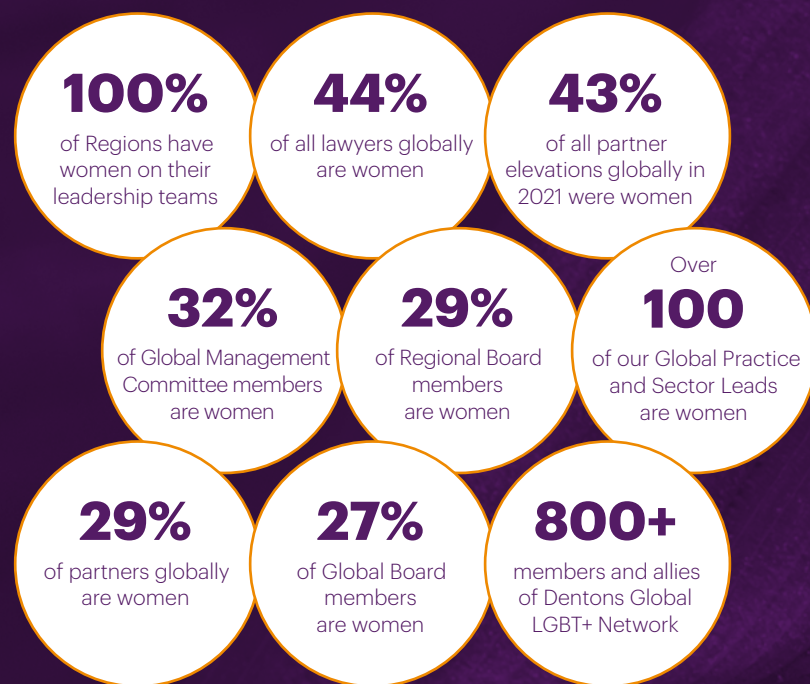 100%
of Regions have
women on their
leadership teams
44%
of all lawyers globally
are women
43%
of all partner
elevations globally in
2021 were women
32%
of Global Management
Committee members
are women
29%
of Regional Board
members
are women
Over
100
of our Global Practice
and Sector Leads
are women
29%
of partners globally
are women
27%
of Global Board
members
are women
800+
members and allies
of Dentons Global
LGBT+ Network